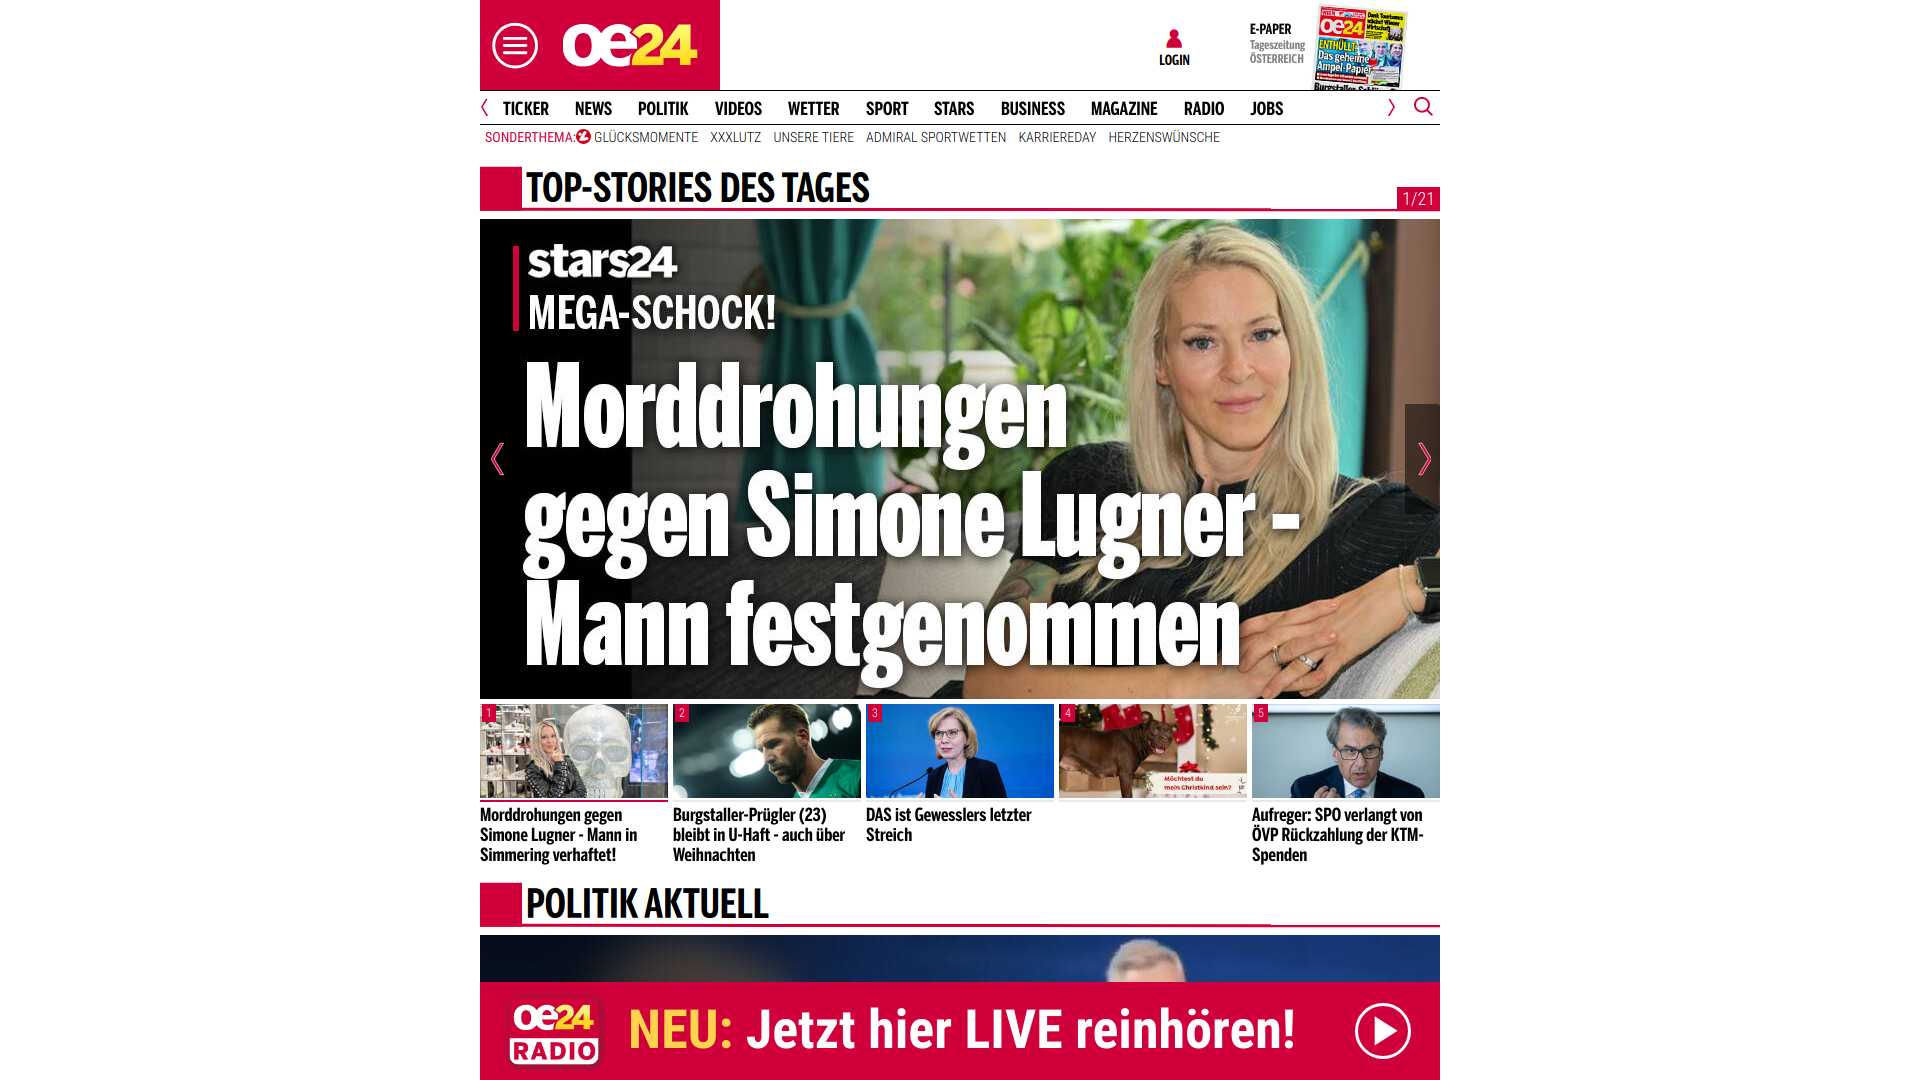 oe24
LOGIN
E-PAPER
Tageszeitung
ÖSTERREICH
oe24
ENTHÜLLT
Das geheime
Ampel-Papier
TICKER NEWS POLITIK VIDEOS WETTER SPORT STARS BUSINESS MAGAZINE RADIO JOBS
SONDERTHEMA: GLÜCKSMOMENTE XXXLUTZ UNSERE TIERE ADMIRAL SPORTWETTEN KARRIEREDAY HERZENSWÜNSCHE
TOP-STORIES DES TAGES
1/21
stars24
MEGA-SCHOCK!
Morddrohungen
gegen Simone Lugner -
Mann festgenommen
1
2
3
4
5
Möchtest du
mein Christkind sein?
Morddrohungen gegen
Simone Lugner - Mann in
Simmering verhaftet!
Burgstaller-Prügler (23)
bleibt in U-Haft - auch über
Weihnachten
DAS ist Gewesslers letzter
Streich
Aufreger: SPO verlangt von
ÖVP Rückzahlung der KTM-
Spenden
POLITIK AKTUELL
oe24
RADIO
NEU: Jetzt hier LIVE reinhören!